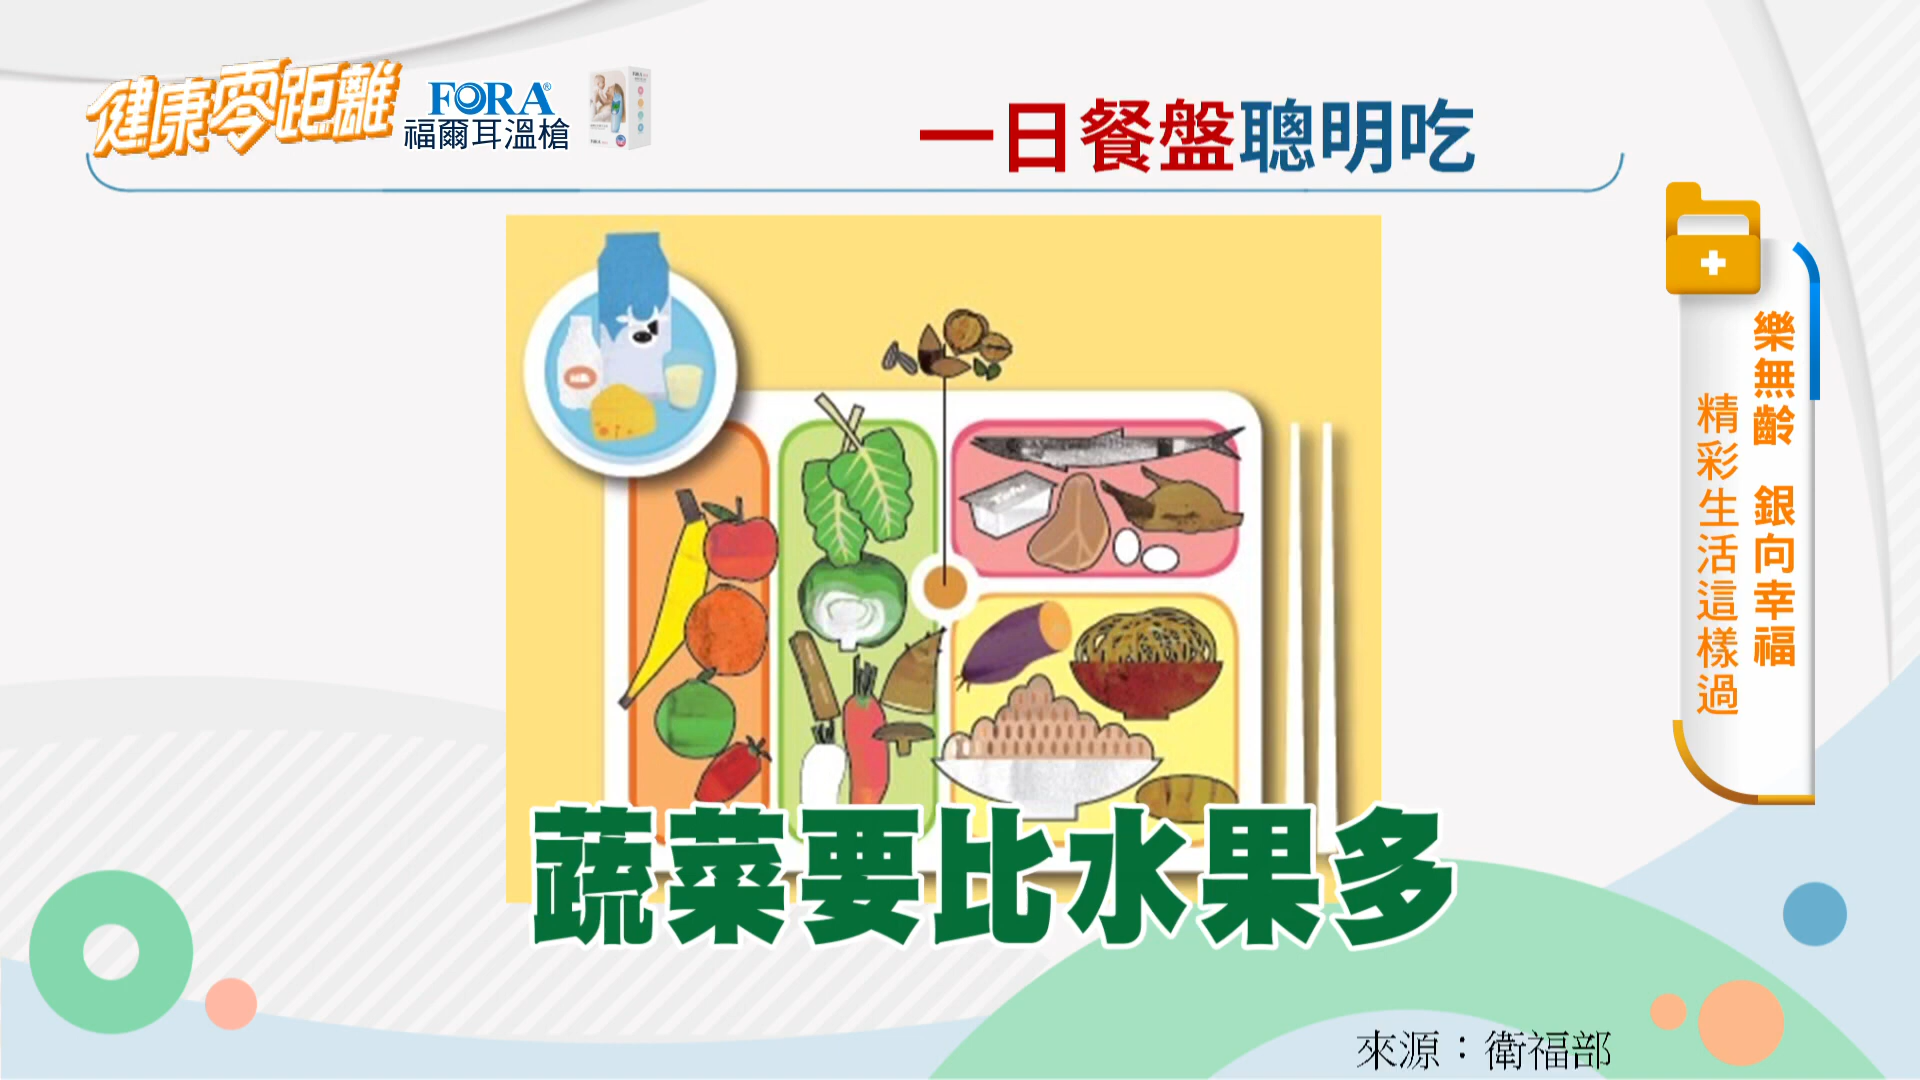 健康零距離
FORA®
福爾耳溫槍
一日餐盤聰明吃
樂無齡 銀向幸福
精彩生活這樣過
Tofu
蔬菜要比水果多
來源：衛福部